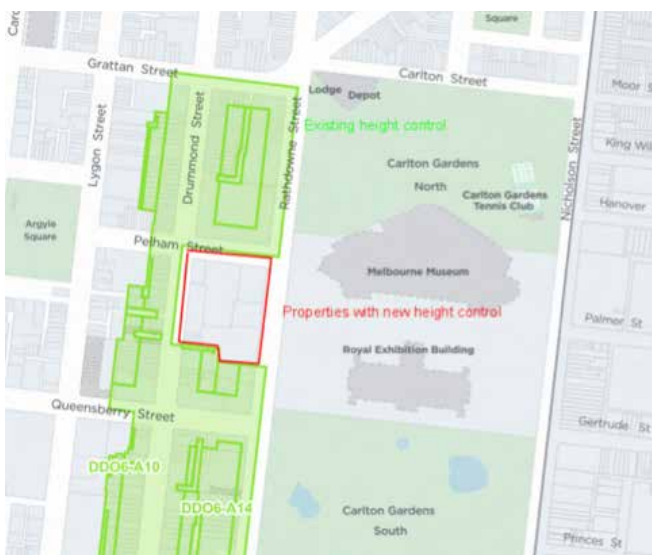 Square
Grattan Street
Carlton Street
Lodge
Depot
Moor S
Drummond Street
Rathdowne Street
Existing height control
Lygon Street
Nicholson Street
King Wil
Carlton Gardens
North
Carlton Gardens
Tennis Club
Hanover
Argyle
Square
Pelham Street
Melbourne Museum
Properties with new height control
Palmer St
Royal Exhibition Building
Queensberry Street
Gertrude St
DDO6-A10
DDO6-A14
Carlton Gardens
South
Princes St